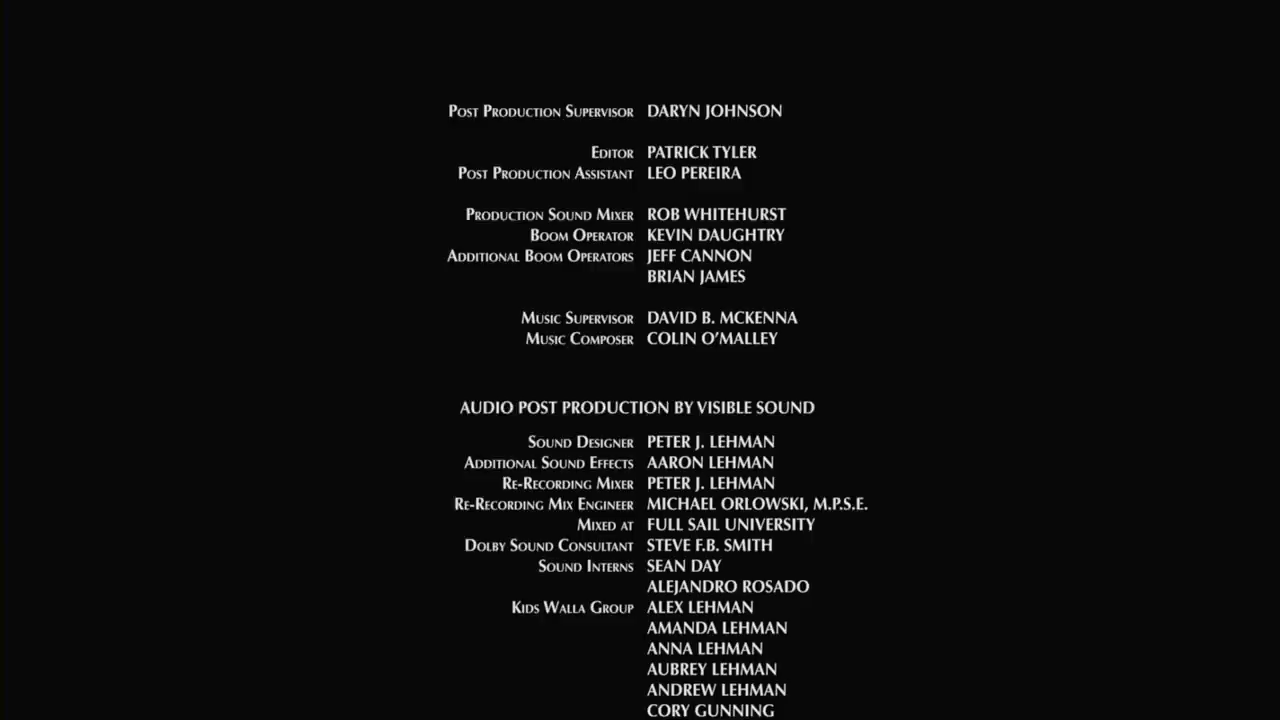 Post Production Supervisor DARYN JOHNSON
Editor PATRICK TYLER
Post Production Assistant LEO PEREIRA
Production Sound Mixer ROB WHITEHURST
Boom Operator KEVIN DAUGHTRY
Additional Boom Operators JEFF CANNON
BRIAN JAMES
Music Supervisor DAVID B. MCKENNA
Music Composer COLIN O’MALLEY
AUDIO POST PRODUCTION BY VISIBLE SOUND
Sound Designer PETER J. LEHMAN
Additional Sound Effects AARON LEHMAN
Re-Recording Mixer PETER J. LEHMAN
Re-Recording Mix Engineer MICHAEL ORLOWSKI, M.P.S.E.
Mixed at FULL SAIL UNIVERSITY
Dolby Sound Consultant STEVE F.B. SMITH
Sound Interns SEAN DAY
ALEJANDRO ROSADO
Kids Walla Group ALEX LEHMAN
AMANDA LEHMAN
ANNA LEHMAN
AUBREY LEHMAN
ANDREW LEHMAN
CORY GUNNING